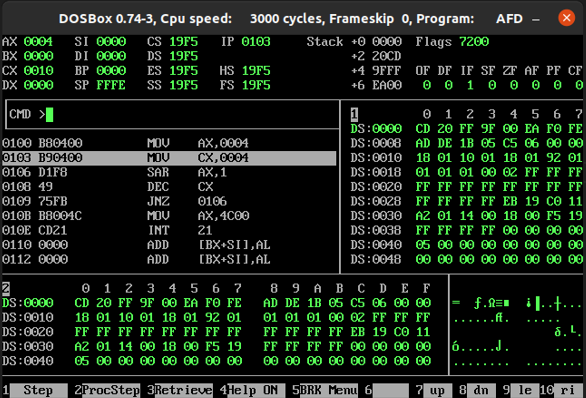 DOSBox 0.74-3, Cpu speed: 3000 cycles, Frameskip 0, Program: AFD
AX 0004 SI 0000 CS 19F5 IP 0103 Stack +0 0000 Flags 7200
BX 0000 DI 0000 DS 19F5 +2 20CD
CX 0010 BP 0000 ES 19F5 HS 19F5 +4 9FFF OF DF IF SF ZF AF PF CF
DX 0000 SP FFFE SS 19F5 FS 19F5 +6 EA00 0 0 1 0 0 0 0 0
CMD >
1 0 1 2 3 4 5 6 7
DS:0000 CD 20 FF 9F 00 EA F0 FE
DS:0008 AD DE 1B 05 C5 06 00 00
DS:0010 18 01 10 01 18 01 92 01
DS:0018 01 01 01 00 02 FF FF FF
DS:0020 FF FF FF FF FF FF FF FF
DS:0028 FF FF FF FF EB 19 C0 11
DS:0030 A2 01 14 00 18 00 F5 19
DS:0038 FF FF FF FF 00 00 00 00
DS:0040 05 00 00 00 00 00 00 00
DS:0048 00 00 00 00 00 00 00 00
0100 B80400 MOV AX,0004
0103 B90400 MOV CX,0004
0106 D1F8 SAR AX,1
0108 49 DEC CX
0109 75FB JNZ 0106
010B B8004C MOV AX,4C00
010E CD21 INT 21
0110 0000 ADD [BX+SI],AL
0112 0000 ADD [BX+SI],AL
2 0 1 2 3 4 5 6 7 8 9 A B C D E F
DS:0000 CD 20 FF 9F 00 EA F0 FE AD DE 1B 05 C5 06 00 00
DS:0010 18 01 10 01 18 01 92 01 01 01 01 00 02 FF FF FF
DS:0020 FF FF FF FF FF FF FF FF FF FF FF FF EB 19 C0 11
DS:0030 A2 01 14 00 18 00 F5 19 FF FF FF FF 00 00 00 00
DS:0040 05 00 00 00 00 00 00 00 00 00 00 00 00 00 00 00
1 Step 2ProcStep 3Retrieve 4Help ON 5BRK Menu 6 7 up 8 dn 9 le 10 ri